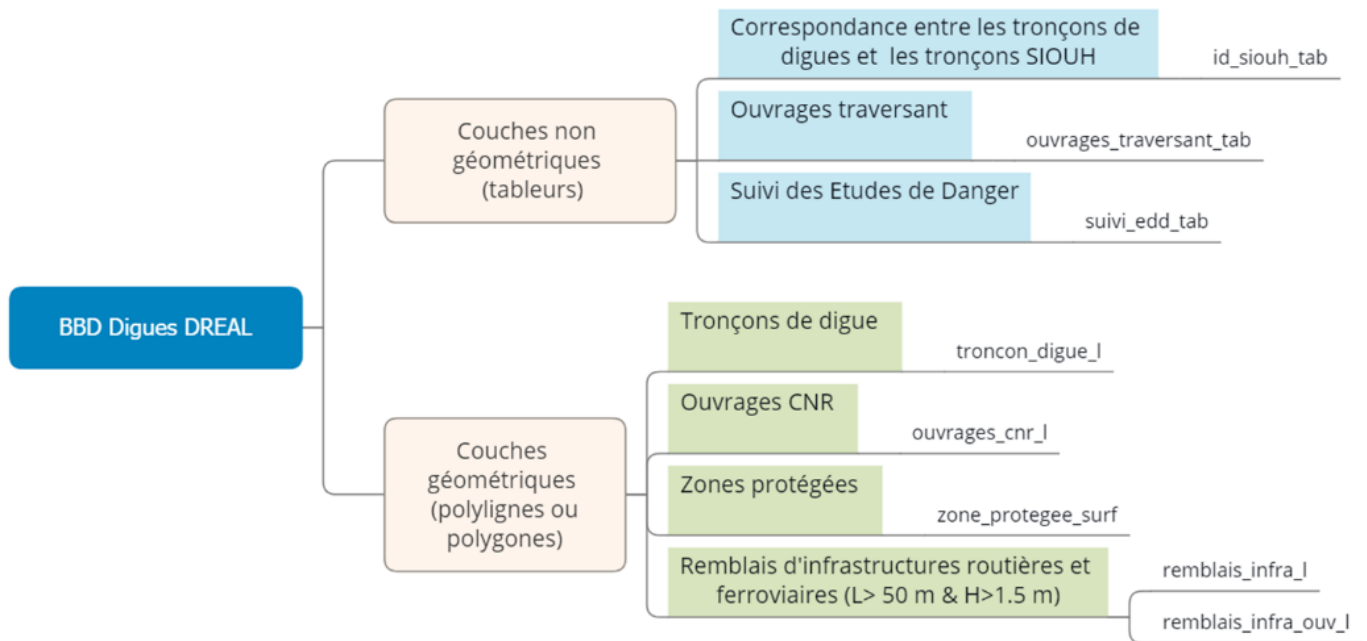 BBD Digues DREAL
Couches non
géométriques
(tableurs)
Correspondance entre les tronçons de
digues et les tronçons SIOUH
id_siouh_tab
Ouvrages traversant
ouvrages_traversant_tab
Suivi des Etudes de Danger
suivi_edd_tab
Couches
géométriques
(polylignes ou
polygones)
Tronçons de digue
troncon_digue_l
Ouvrages CNR
ouvrages_cnr_l
Zones protégées
zone_protegee_surf
Remblais d'infrastructures routières et
ferroviaires (L> 50 m & H>1.5 m)
remblais_infra_l
remblais_infra_ouv_l